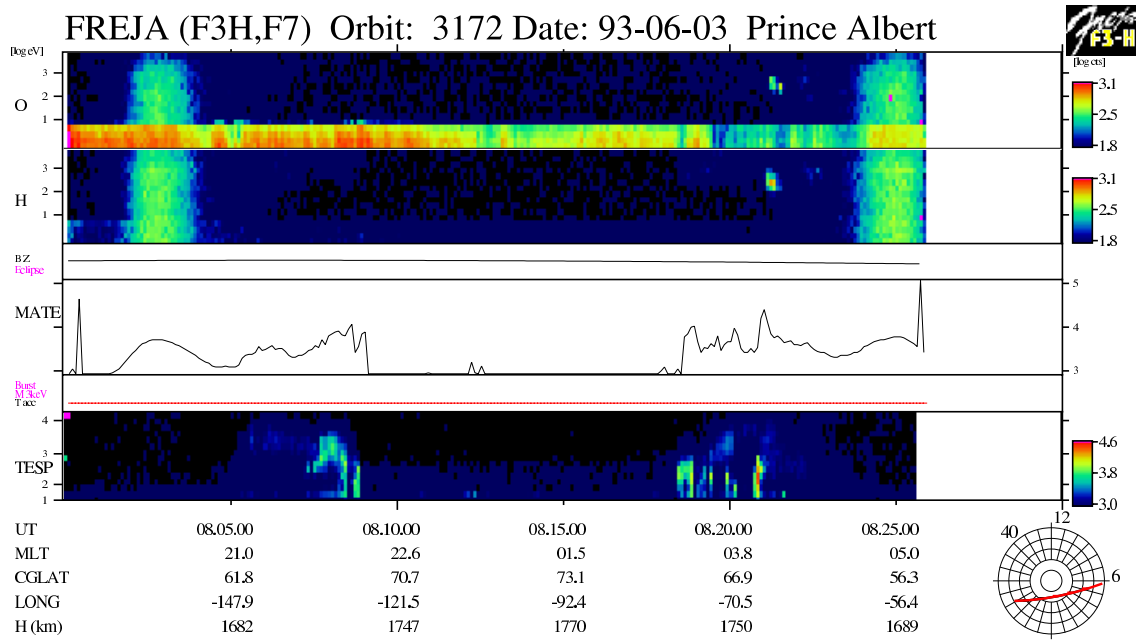 FREJA (F3H,F7) Orbit: 3172 Date: 93-06-03 Prince Albert
Freja
F3-H
[log eV]
[log cts]
O
3
2
1
3.1
2.5
1.8
H
3
2
1
3.1
2.5
1.8
BZ
Eclipse
MATE
5
4
3
Burst
M 3keV
T acc
TESP
4
3
2
1
4.6
3.8
3.0
UT 08.05.00 08.10.00 08.15.00 08.20.00 08.25.00
MLT 21.0 22.6 01.5 03.8 05.0
CGLAT 61.8 70.7 73.1 66.9 56.3
LONG -147.9 -121.5 -92.4 -70.5 -56.4
H (km) 1682 1747 1770 1750 1689
12
40
6